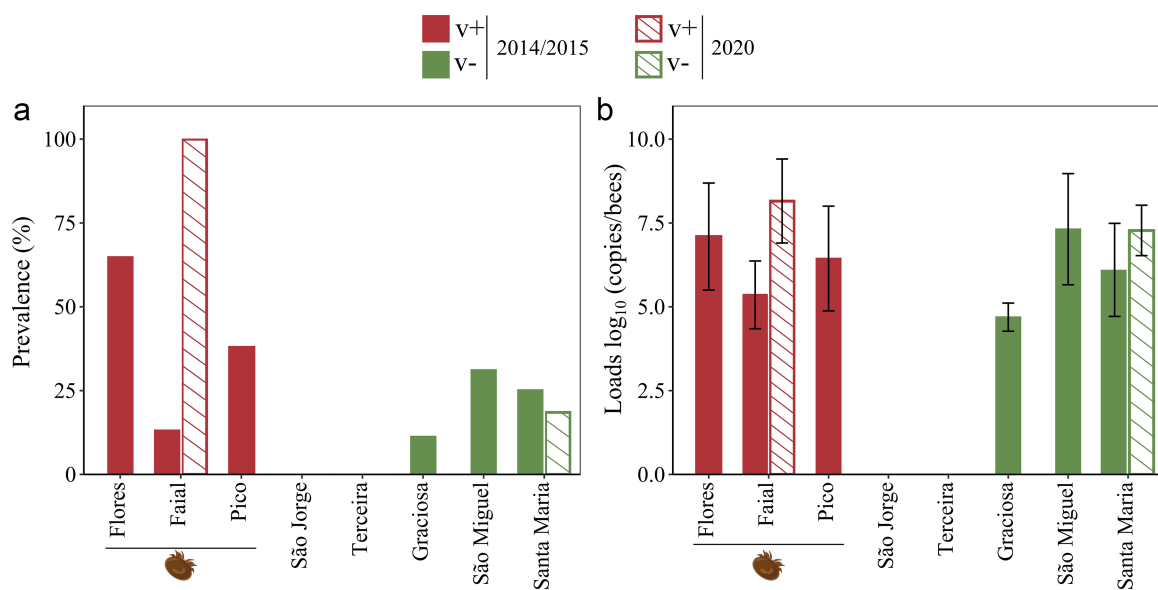 v+ 2014/2015 v+ 2020
v- v-
a
Prevalence (%)
100
75
50
25
0
Flores
Faial
Pico
São Jorge
Terceira
Graciosa
São Miguel
Santa Maria
b
Loads log₁₀ (copies/bees)
10.0
7.5
5.0
2.5
0.0
Flores
Faial
Pico
São Jorge
Terceira
Graciosa
São Miguel
Santa Maria